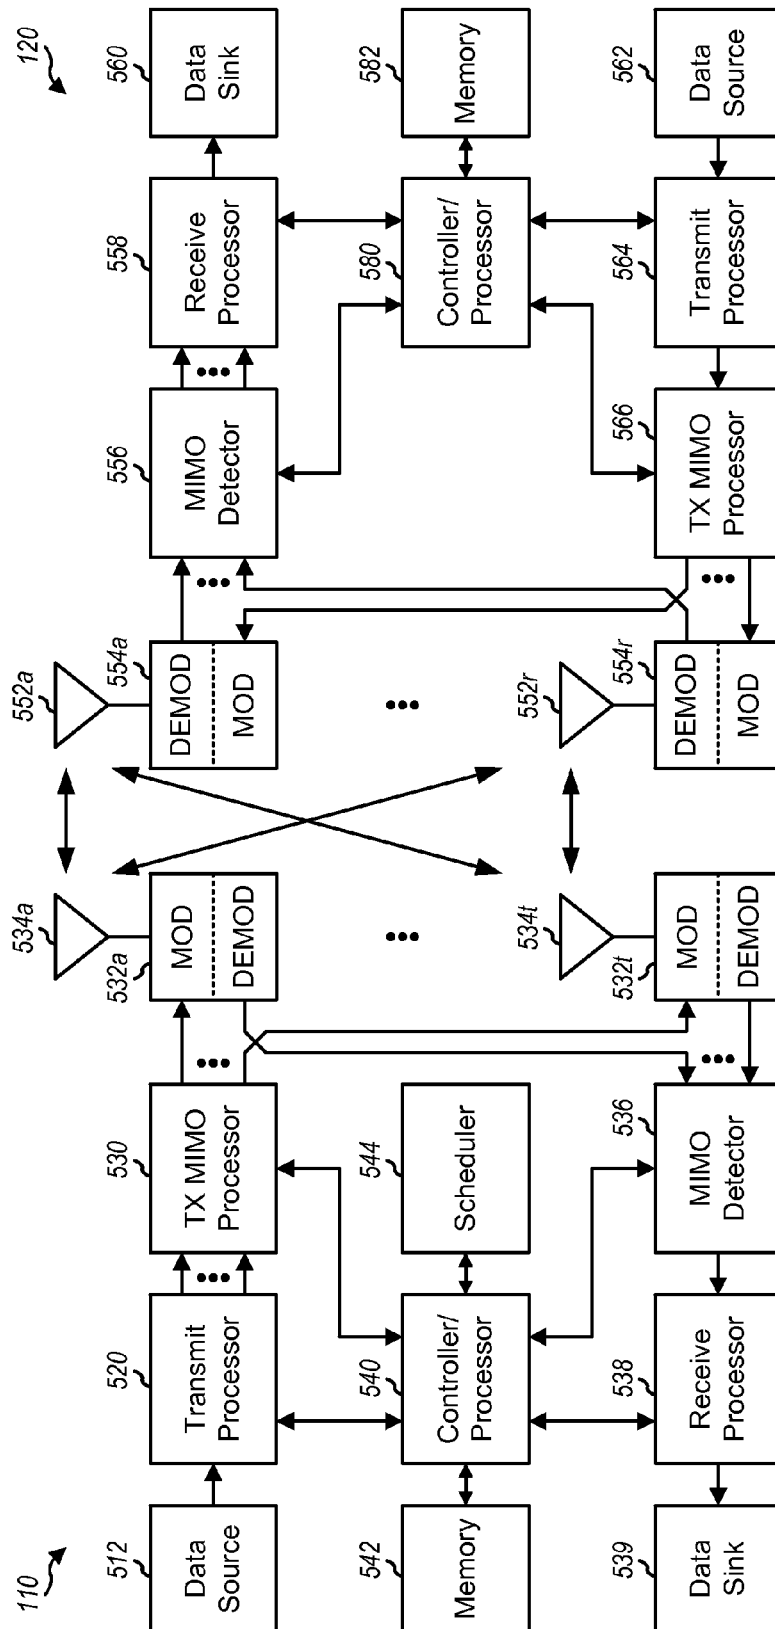 110
512
Data
Source
520
Transmit
Processor
530
TX MIMO
Processor
534a
532a
MOD
DEMOD
552a
554a
DEMOD
MOD
556
MIMO
Detector
558
Receive
Processor
560
Data
Sink
120
542
Memory
540
Controller/
Processor
544
Scheduler
580
Controller/
Processor
582
Memory
539
Data
Sink
538
Receive
Processor
536
MIMO
Detector
534t
532t
MOD
DEMOD
552r
554r
DEMOD
MOD
566
TX MIMO
Processor
564
Transmit
Processor
562
Data
Source